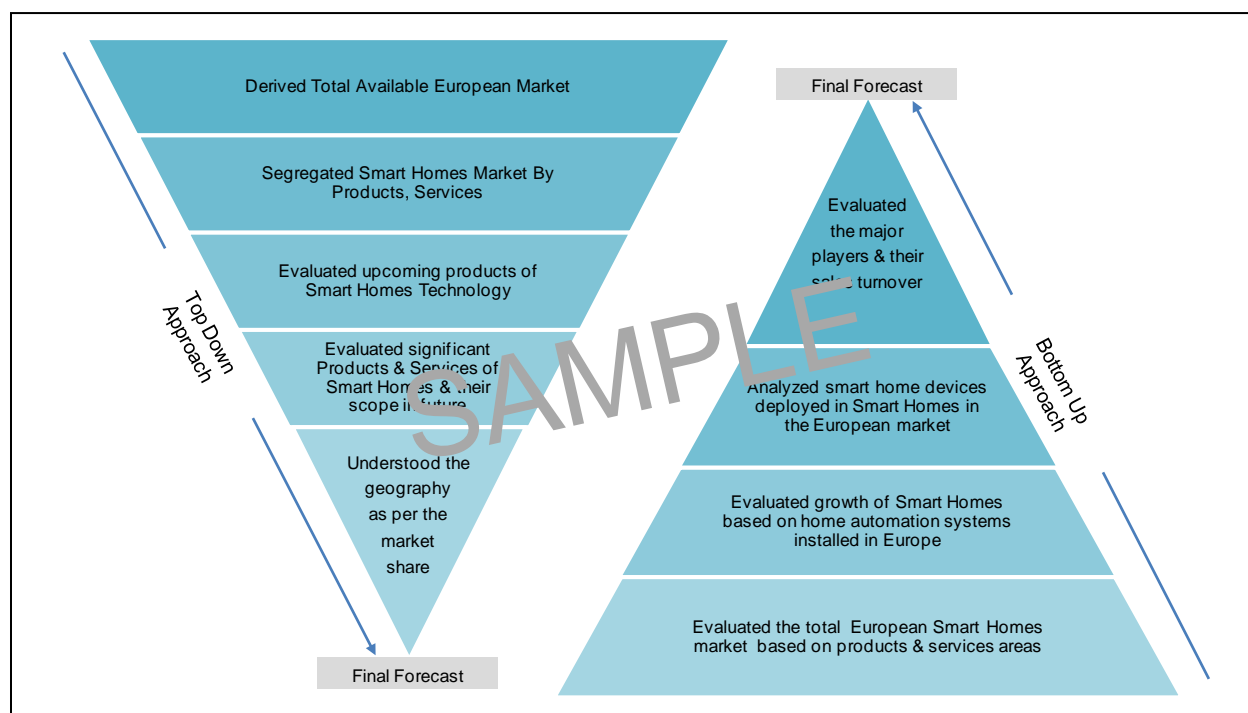 Derived Total Available European Market
Segregated Smart Homes Market By
Products, Services
Evaluated upcoming products of
Smart Homes Technology
Evaluated significant
Products & Services of
Smart Homes & their
scope in future
Understood the
geography
as per the
market
share
Final Forecast
Top Down
Approach
Final Forecast
Evaluated
the major
players & their
sales turnover
Analyzed smart home devices
deployed in Smart Homes in
the European market
Evaluated growth of Smart Homes
based on home automation systems
installed in Europe
Evaluated the total European Smart Homes
market based on products & services areas
Bottom Up
Approach
SAMPLE